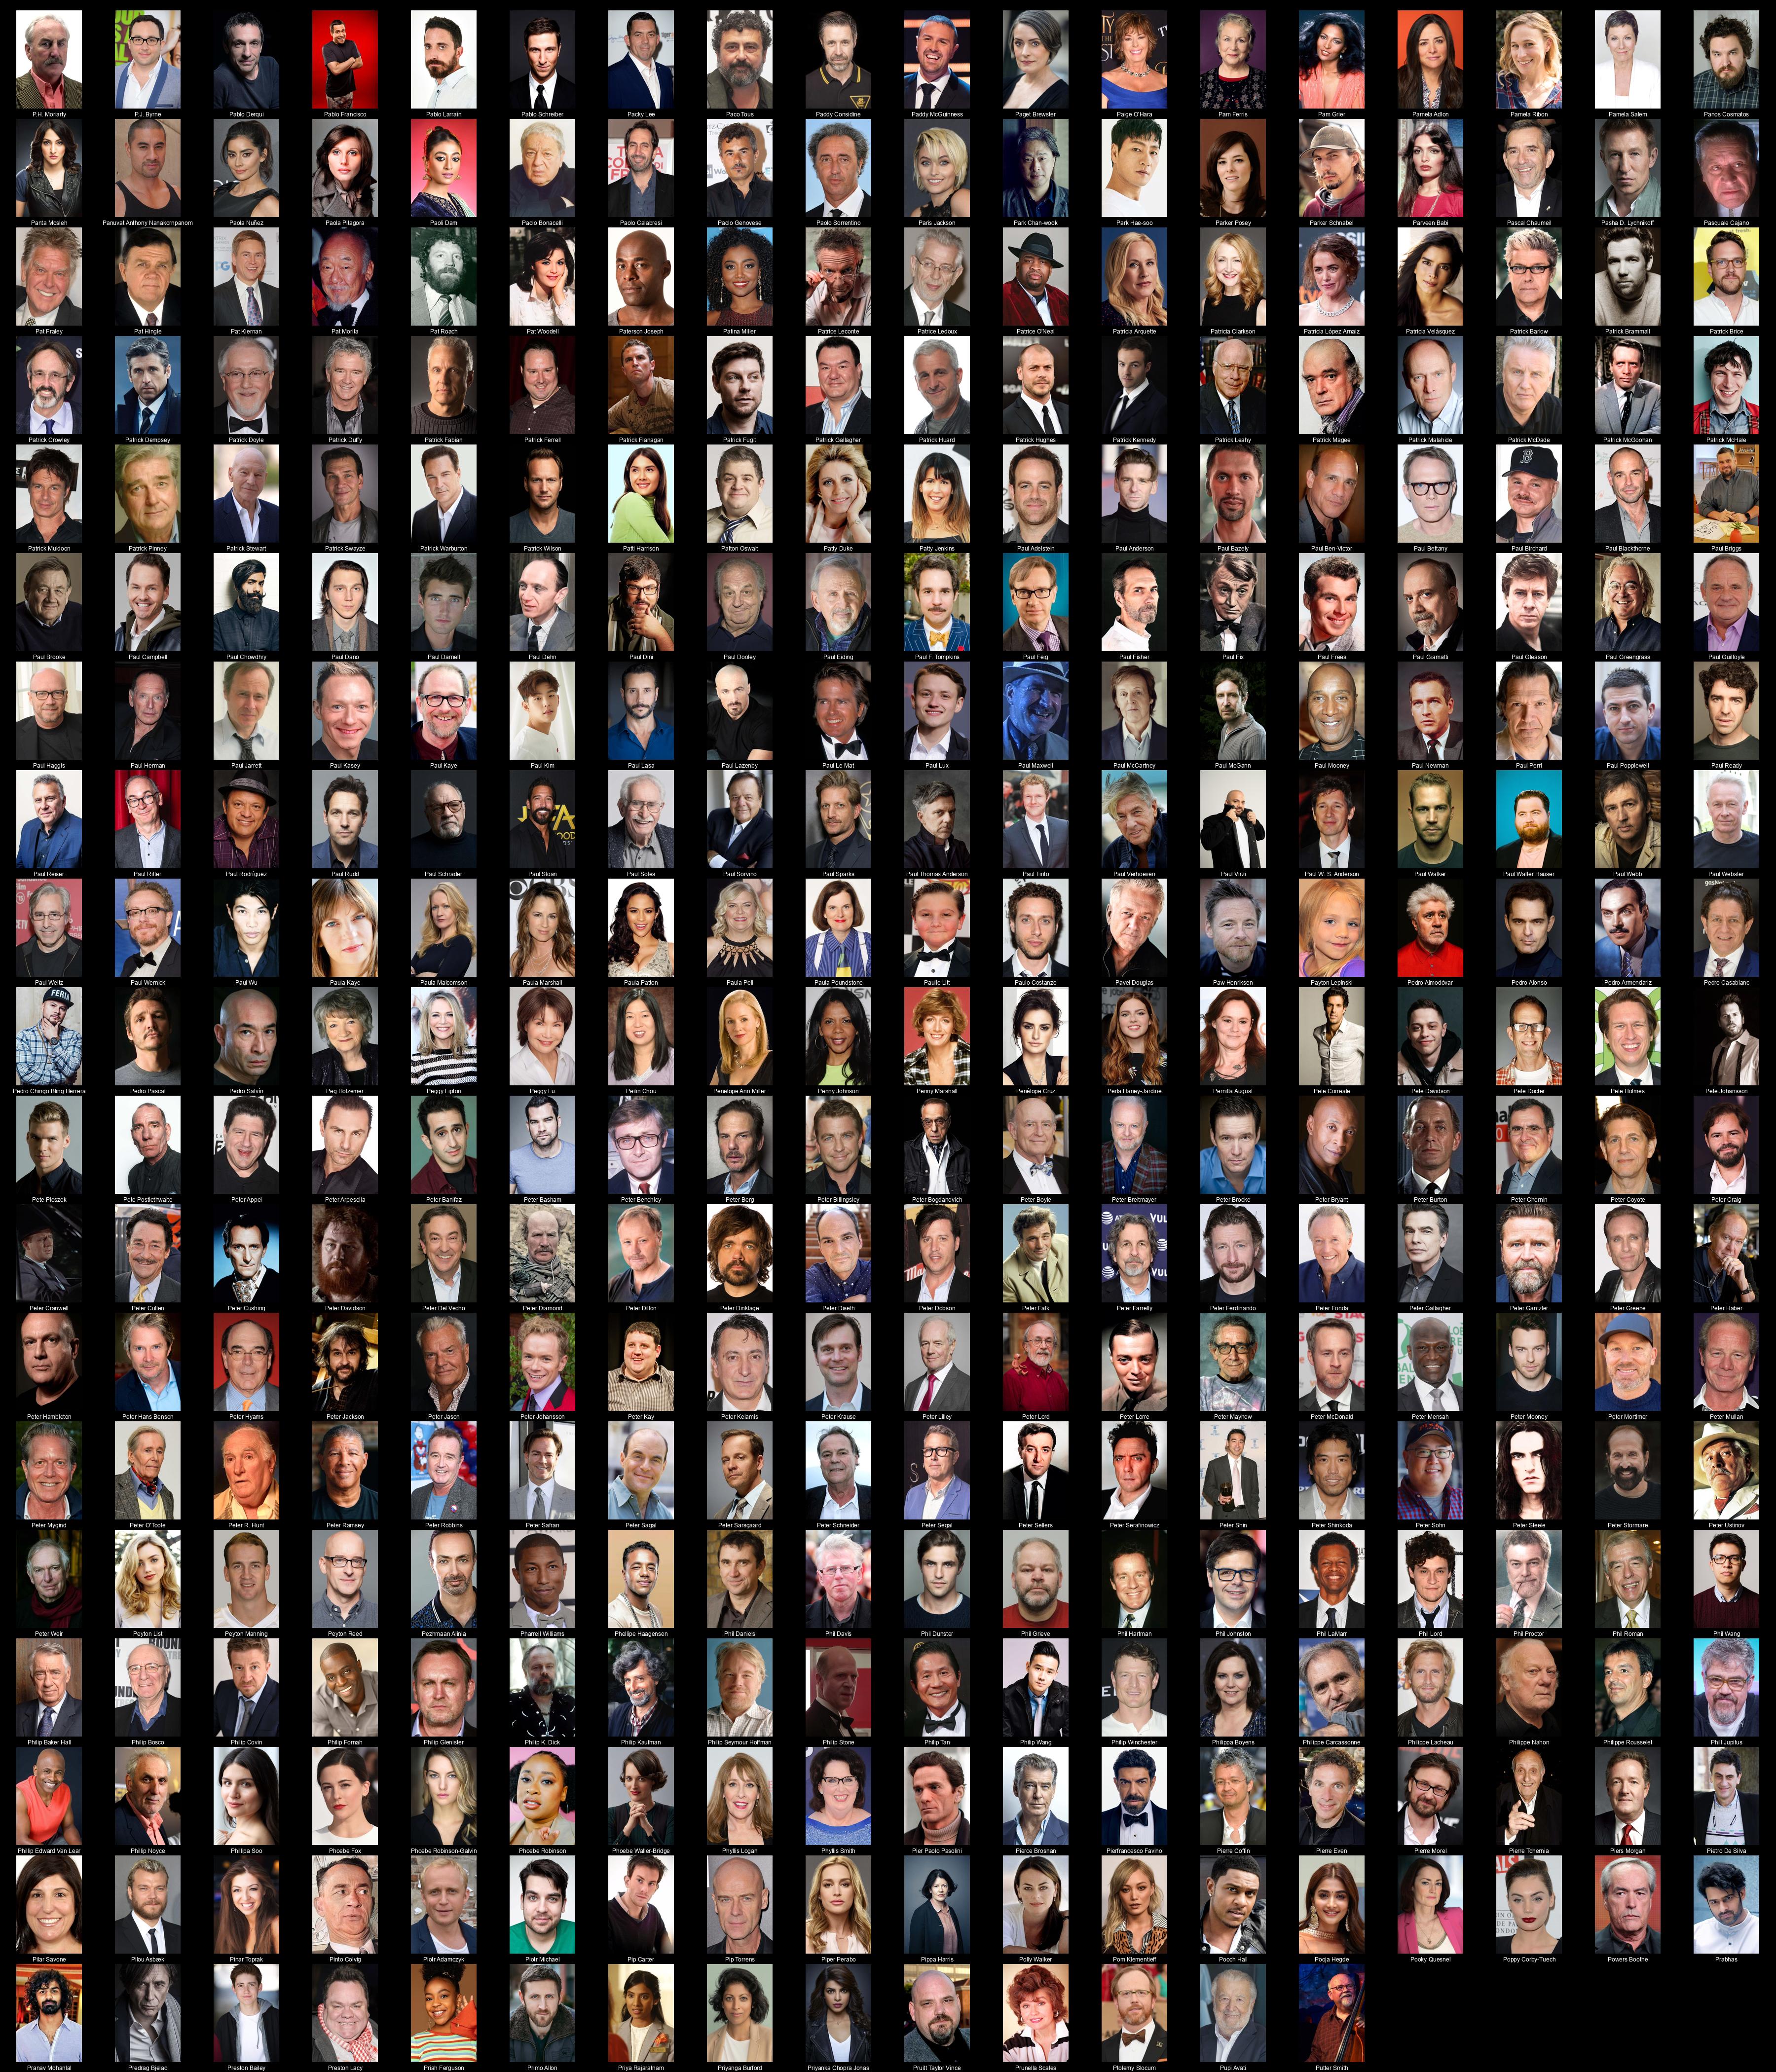 P.H. Moriarty P.J. Byrne Pablo Derqui Pablo Francisco Pablo Larraín Pablo Schreiber Packy Lee Paco Tous Paddy Considine Paddy McGuinness Paget Brewster Paige O'Hara Pam Ferris Pam Grier Pamela Adlon Pamela Ribon Pamela Salem Panos Cosmatos
Panta Mosleh Panuvat Anthony Nanakornpanom Paola Nuñez Paola Pitagora Paoli Dam Paolo Bonacelli Paolo Calabresi Paolo Genovese Paolo Sorrentino Paris Jackson Park Chan-wook Park Hae-soo Parker Posey Parker Schnabel Parveen Babi Pascal Chaumeil Pasha D. Lychnikoff Pasquale Cajano
Pat Fraley Pat Hingle Pat Kiernan Pat Morita Pat Roach Pat Woodell Paterson Joseph Patina Miller Patrice Leconte Patrice Ledoux Patrice O'Neal Patricia Arquette Patricia Clarkson Patricia López Arnaiz Patricia Velásquez Patrick Barlow Patrick Brammall Patrick Brice
Patrick Crowley Patrick Dempsey Patrick Doyle Patrick Duffy Patrick Fabian Patrick Ferrell Patrick Flanagan Patrick Fugit Patrick Gallagher Patrick Huard Patrick Hughes Patrick Kennedy Patrick Leahy Patrick Magee Patrick Malahide Patrick McDade Patrick McGoohan Patrick McHale
Patrick Muldoon Patrick Pinney Patrick Stewart Patrick Swayze Patrick Warburton Patrick Wilson Patti Harrison Patton Oswalt Patty Duke Patty Jenkins Paul Adelstein Paul Anderson Paul Bazely Paul Ben-Victor Paul Bettany Paul Birchard Paul Blackthorne Paul Briggs
Paul Brooke Paul Campbell Paul Chowdhry Paul Dano Paul Darnell Paul Dehn Paul Dini Paul Dooley Paul Eiding Paul F. Tompkins Paul Feig Paul Fisher Paul Fix Paul Frees Paul Giamatti Paul Gleason Paul Greengrass Paul Guilfoyle
Paul Haggis Paul Herman Paul Jarrett Paul Kasey Paul Kaye Paul Kim Paul Lasa Paul Lazenby Paul Le Mat Paul Lux Paul Maxwell Paul McCartney Paul McGann Paul Mooney Paul Newman Paul Perri Paul Popplewell Paul Ready
Paul Reiser Paul Ritter Paul Rodríguez Paul Rudd Paul Schrader Paul Sloan Paul Soles Paul Sorvino Paul Sparks Paul Thomas Anderson Paul Tinto Paul Verhoeven Paul Virzi Paul W. S. Anderson Paul Walker Paul Walter Hauser Paul Webb Paul Webster
Paul Weitz Paul Wernick Paul Wu Paula Kaye Paula Malcomson Paula Marshall Paula Patton Paula Pell Paula Poundstone Paulie Litt Paulo Costanzo Pavel Douglas Paw Henriksen Payton Lepinski Pedro Almodóvar Pedro Alonso Pedro Armendáriz Pedro Casablanc
Pedro Chingo Bling Herrera Pedro Pascal Pedro Salvín Peg Holzemer Peggy Lipton Peggy Lu Peilin Chou Penelope Ann Miller Penny Johnson Penny Marshall Penélope Cruz Perla Haney-Jardine Pernilla August Pete Correale Pete Davidson Pete Docter Pete Holmes Pete Johansson
Pete Ploszek Pete Postlethwaite Peter Appel Peter Arpesella Peter Banifaz Peter Basham Peter Benchley Peter Berg Peter Billingsley Peter Bogdanovich Peter Boyle Peter Breitmayer Peter Brooke Peter Bryant Peter Burton Peter Chernin Peter Coyote Peter Craig
Peter Cranwell Peter Cullen Peter Cushing Peter Davidson Peter Del Vecho Peter Diamond Peter Dillon Peter Dinklage Peter Diseth Peter Dobson Peter Falk Peter Farrelly Peter Ferdinando Peter Fonda Peter Gallagher Peter Gantzler Peter Greene Peter Haber
Peter Hambleton Peter Hans Benson Peter Hyams Peter Jackson Peter Jason Peter Johansson Peter Kay Peter Kelamis Peter Krause Peter Lilley Peter Lord Peter Lorre Peter Mayhew Peter McDonald Peter Mensah Peter Mooney Peter Mortimer Peter Mullan
Peter Mygind Peter O'Toole Peter R. Hunt Peter Ramsey Peter Robbins Peter Safran Peter Sagal Peter Sarsgaard Peter Schneider Peter Segal Peter Sellers Peter Serafinowicz Peter Shin Peter Shinkoda Peter Sohn Peter Steele Peter Stormare Peter Ustinov
Peter Weir Peyton List Peyton Manning Peyton Reed Pezhmaan Alinia Pharrell Williams Phellipe Haagensen Phil Daniels Phil Davis Phil Dunster Phil Grieve Phil Hartman Phil Johnston Phil LaMarr Phil Lord Phil Proctor Phil Roman Phil Wang
Philip Baker Hall Philip Bosco Philip Covin Philip Fornah Philip Glenister Philip K. Dick Philip Kaufman Philip Seymour Hoffman Philip Stone Philip Tan Philip Wang Philip Winchester Philippa Boyens Philippe Carcassonne Philippe Lacheau Philippe Nahon Philippe Rousselet Phill Jupitus
Phillip Edward Van Lear Phillip Noyce Phillipa Soo Phoebe Fox Phoebe Robinson-Galvin Phoebe Robinson Phoebe Waller-Bridge Phyllis Logan Phyllis Smith Pier Paolo Pasolini Pierce Brosnan Pierfrancesco Favino Pierre Coffin Pierre Even Pierre Morel Pierre Tchernia Piers Morgan Pietro De Silva
Pilar Savone Pilou Asbæk Pinar Toprak Pinto Colvig Piotr Adamczyk Piotr Michael Pip Carter Pip Torrens Piper Perabo Pippa Harris Polly Walker Pom Klementieff Pooch Hall Pooja Hegde Pooky Quesnel Poppy Corby-Tuech Powers Boothe Prabhas
Pranav Mohanlal Predrag Bjelac Preston Bailey Preston Lacy Priah Ferguson Primo Allon Priya Rajaratnam Priyanga Burford Priyanka Chopra Jonas Pruitt Taylor Vince Prunella Scales Ptolemy Slocum Pupi Avati Putter Smith